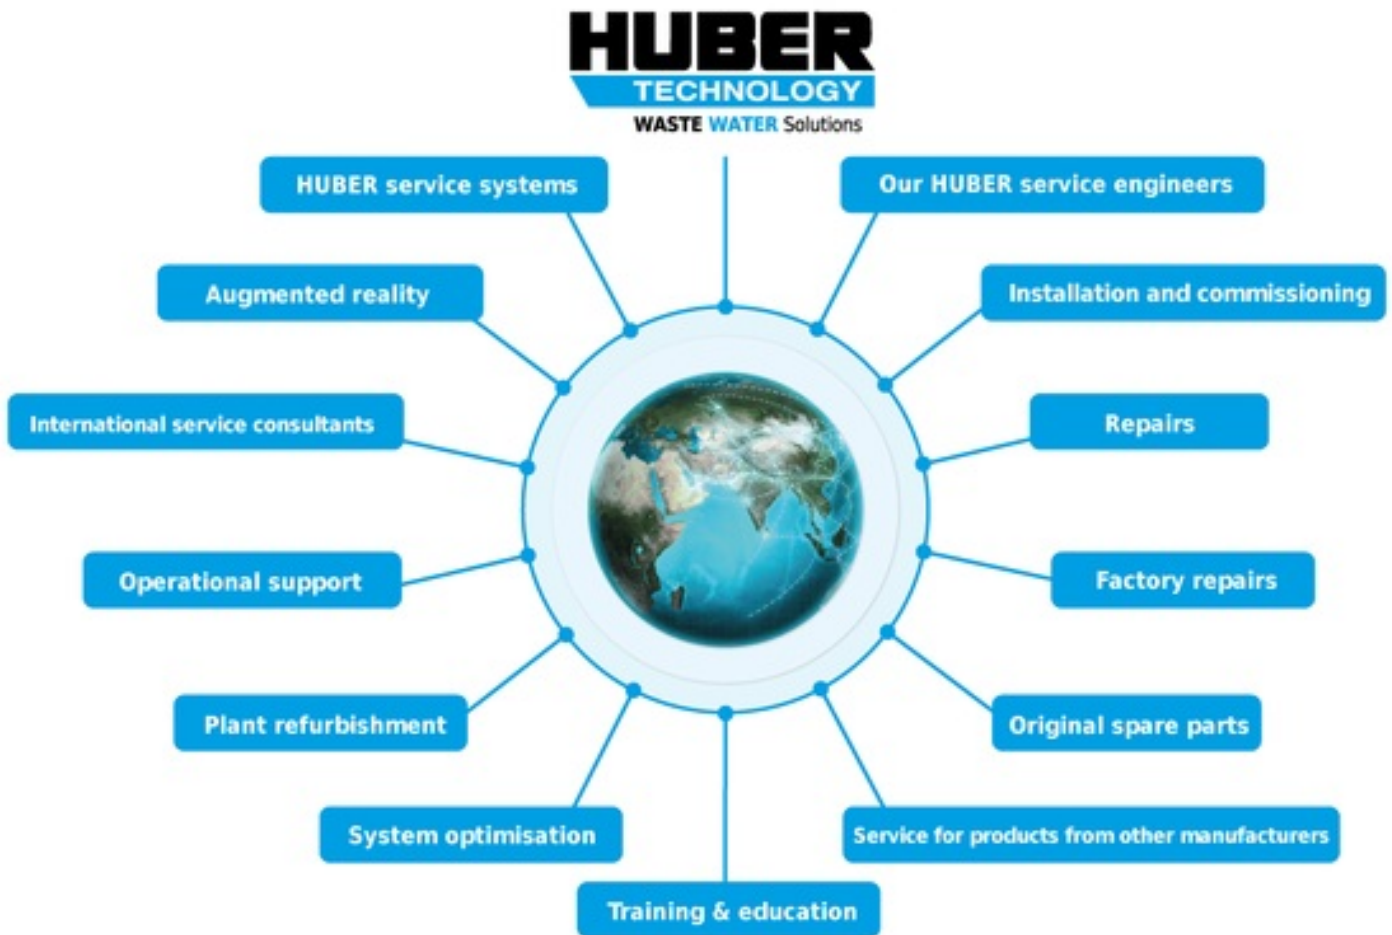 HUBER
TECHNOLOGY
WASTE WATER Solutions
HUBER service systems
Our HUBER service engineers
Augmented reality
Installation and commissioning
International service consultants
Repairs
Operational support
Factory repairs
Plant refurbishment
Original spare parts
System optimisation
Service for products from other manufacturers
Training & education